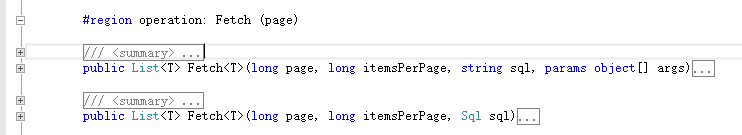 #region operation: Fetch (page)
/// <summary> ...
public List<T> Fetch<T>(long page, long itemsPerPage, string sql, params object[] args)...
/// <summary> ...
public List<T> Fetch<T>(long page, long itemsPerPage, Sql sql)...